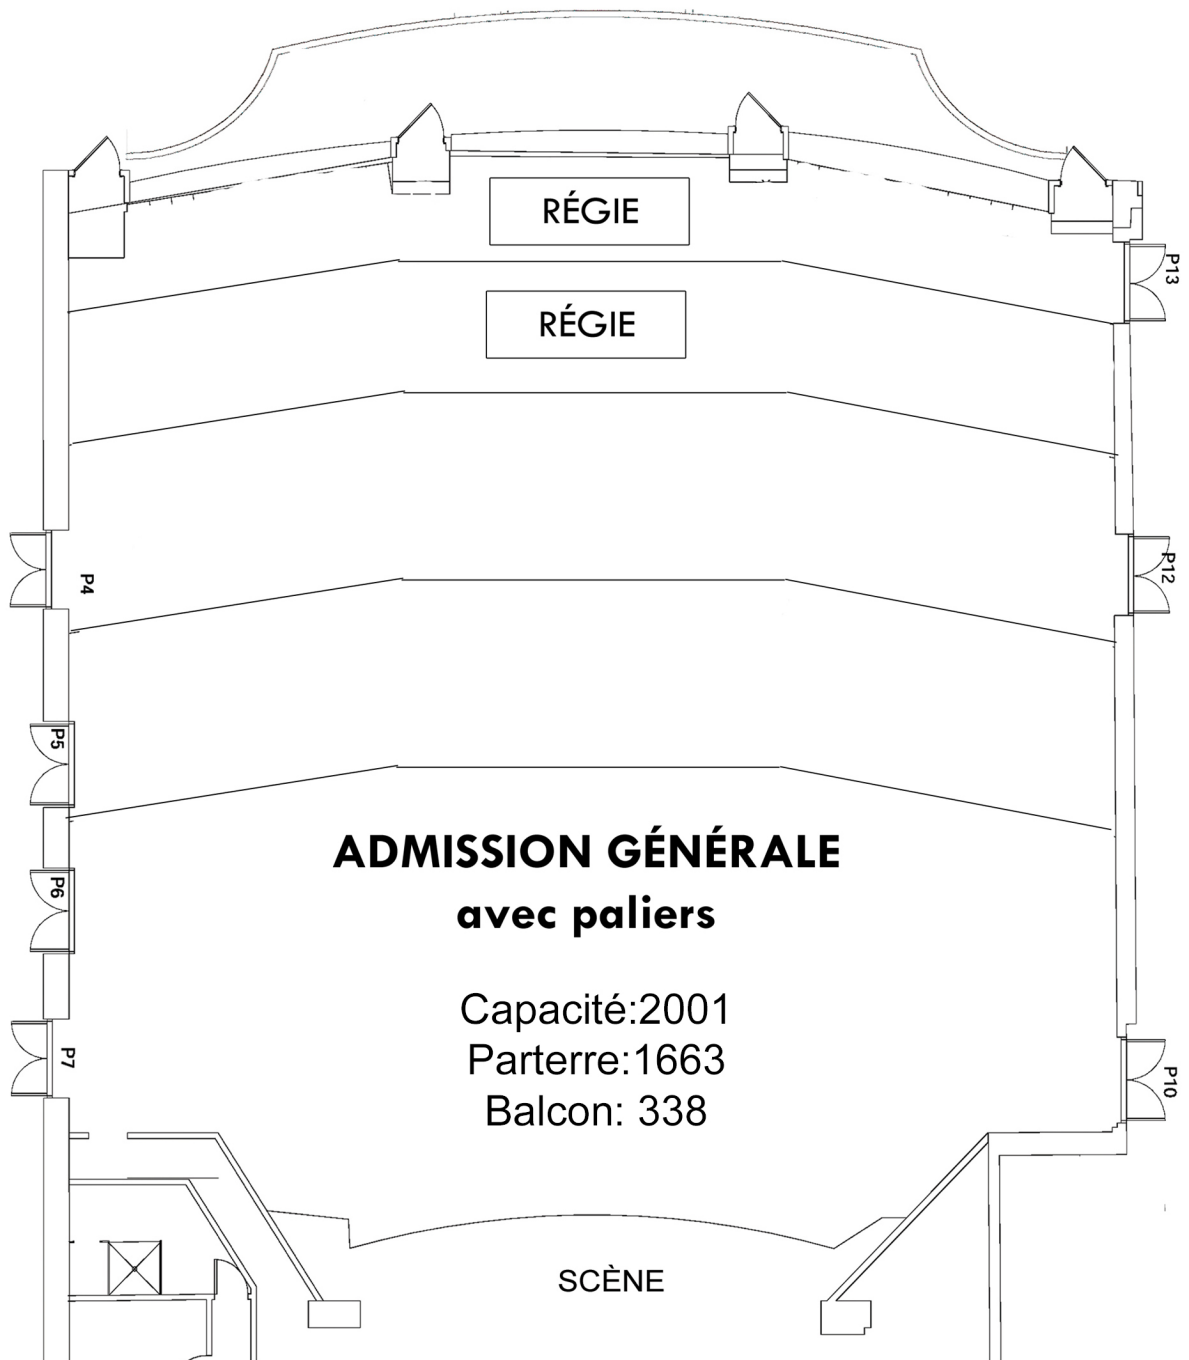 RÉGIE
P13
RÉGIE
P4
P12
P5
ADMISSION GÉNÉRALE
avec paliers
P6
Capacité:2001
Parterre:1663
P7
P10
Balcon: 338
SCÈNE